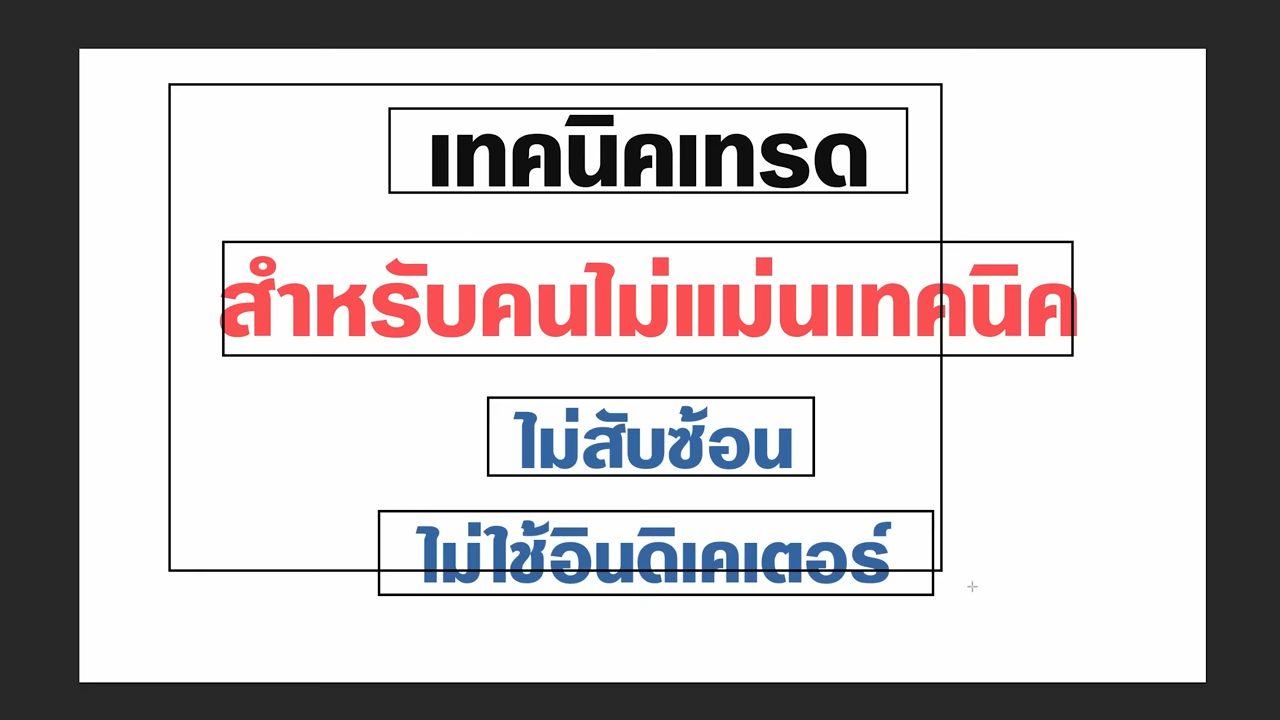 เทคนิคเทรด
สำหรับคนไม่แม่นเทคนิค
ไม่สับซ้อน
ไม่ใช้อินดิเคเตอร์